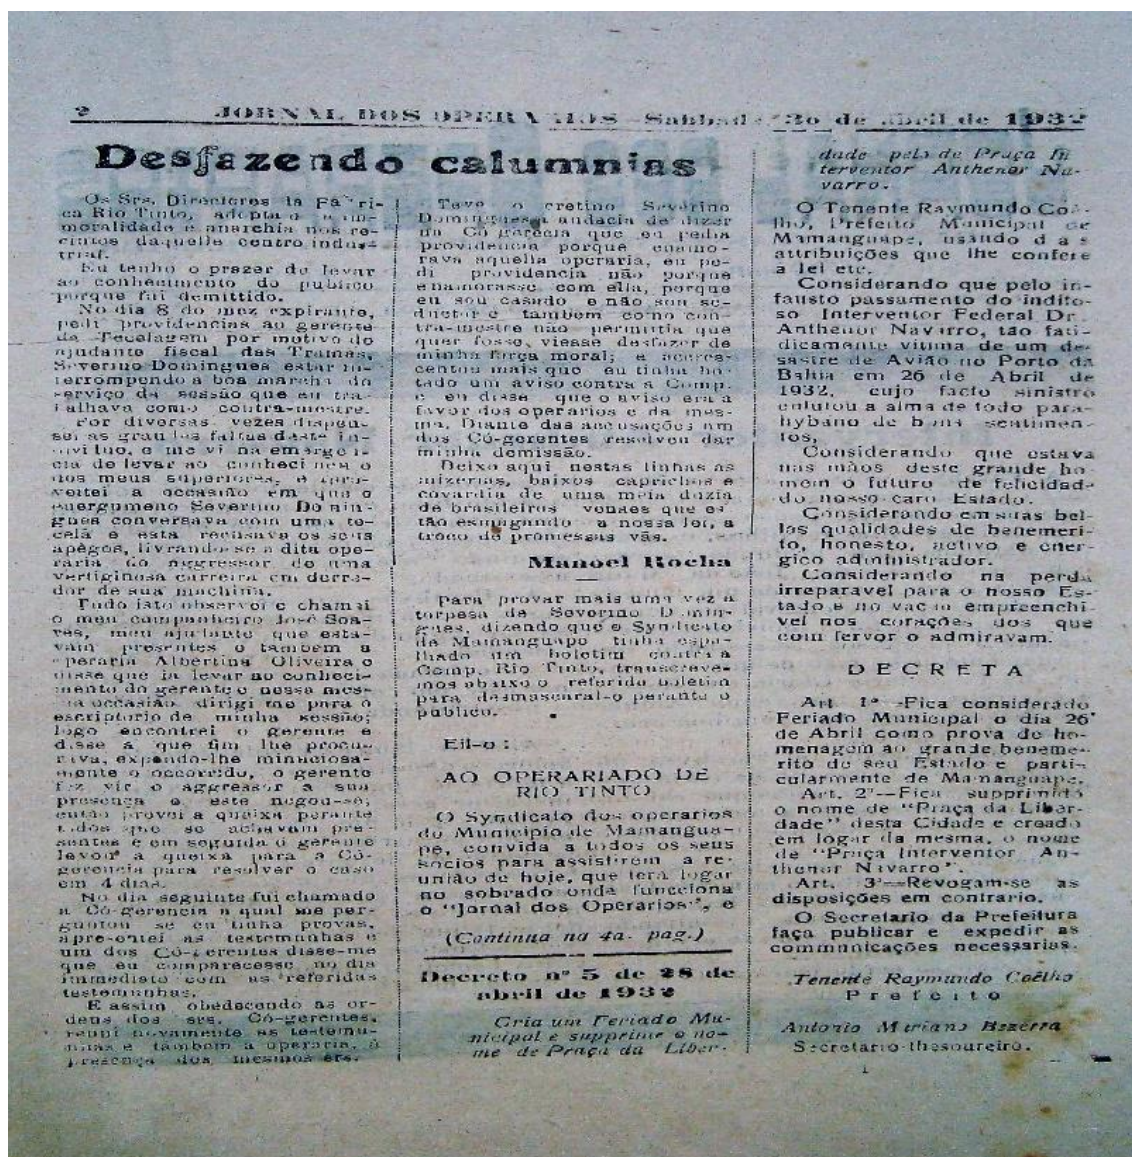 2 JORNAL DOS OPERARIOS Sabbado, 30 de abril de 1932
Desfazendo calumnias
Os Srs. Directores da Fabrica
ca Rio Tinto, a im-
moralidade e anarchia nos re-
cintos daquelle centro indus-
trial.
Eu tenho o prazer de levar
ao conhecimento do publico
porque fui demittido.
No dia 8 do mez expirante,
pedi providencias ao gerente
da Tecelagem por motivo do
ajudante fiscal das Tramas,
Severino Domingues estar in-
terrompendo a boa marcha do
serviço da sessão que eu tra-
balhava como contra-mestre.
Por diversas vezes dispen-
sei as grandes faltas deste in-
dividuo, e me vi na emergen-
cia de levar ao conhecimento
dos meus superiores, e apro-
veitei a occasião em que o
energumeno Severino Domin-
gues conversava com uma te-
celã e esta recusava os seus
apêgos, livrando-se a dita ope-
raria do aggressor de uma
vertiginosa carreira em derre-
dor de sua machina.
Tudo isto observei e chamei
o meu companheiro José Soa-
res, meu ajudante que esta-
vam presentes e tambem a
operaria Albertina Oliveira e
disse que ia levar ao conheci-
mento do gerente e nessa mes-
ma occasião dirigi me para o
escriptorio de minha sessão;
logo encontrei o gerente e
disse a que fim lhe procu-
rava, expondo-lhe minuciosa-
mente o occorrido, o gerente
fez vir o aggressor a sua
presença e este negou-se;
então provei a queixa perante
todos que se achavam pre-
sentes e em seguida o gerente
levou a queixa para a Có-
gerencia para resolver o caso
em 4 dias.
No dia seguinte fui chamado
a Có-gerencia a qual me per-
guntou se eu tinha provas,
apresentei as testemunhas e
um dos Có-gerentes disse-me
que eu comparecesse no dia
immediato com as referidas
testemunhas.
E assim obedecendo as or-
dens dos srs. Có-gerentes,
reuni novamente as testemu-
nhas e tambem a operaria, á
presença dos mesmos srs.
Teve o cretino Severino
Domingues a audacia de dizer
na Có-garecia que eu pedia
providencia porque enamo-
rava aquella operaria, eu pe-
di providencia não porque
enamorasse com ella, porque
eu sou casado e não sou se-
ductor e tambem como con-
tra-mestre não permittia que
quer fosse, viesse desfazer de
minha força moral; e acores-
centou mais que eu tinha bo-
tado um aviso contra a Comp.
e eu disse que o aviso era a
favor dos operarios e da mes-
ma. Diante das accusações um
dos Có-gerentes resolveu dar
minha demissão.
Deixo aqui nestas linhas as
mizerias, baixos caprichos e
covardia de uma meia duzia
de brasileiros venaes que es-
tão esmagando a nossa lei, a
troco de promessas vãs.
Manoel Rocha
Para provar mais uma vez a
torpesa de Severino Domin-
gues, dizendo que o Syndicato
de Mamanguape tinha espa-
lhado um boletim contra a
Comp. Rio Tinto, transcreve-
mos abaixo o referido boletim
para desmascaral-o perante o
publico.
Eil-o :
AO OPERARIADO DE
RIO TINTO
O Syndicato dos operarios
do Municipio de Mamangua-
pe, convida a todos os seus
socios para assistirem a re-
união de hoje, que terá logar
no sobrado onda funcciona
o "Jornal dos Operarios", e
(Continua na 4a. pag.)
Decreto nº 5 de 28 de
abril de 1932
Cria um Feriado Mu-
nicipal e supprime o no-
me de Praça da Liber-
dade pelo de Praça In
terventor Anthenor Na-
varro.
O Tenente Raymundo Coê-
lho, Prefeito Municipal de
Mamanguape, usando das
attribuições que lhe confere
a lei etc.
Considerando que pelo in-
fausto passamento do indito-
so Interventor Federal Dr.
Anthenor Navarro, tão fati-
dicamente victima de um de-
sastre de Avião no Porto da
Bahia em 26 de Abril de
1932, cujo facto sinistro
enlutou a alma de todo para-
hybano de bons sentimen-
tos,
Considerando que estava
nas mãos deste grande ho-
mem o futuro de felicidad-
do nosso caro Estado.
Considerando em suas bel-
las qualidades de benemeri-
to, honesto, activo e ener-
gico administrador.
Considerando na perda
irreparavel para o nosso Es-
tado e no vacuo empreenchi-
vel nos corações dos que
com fervor o admiravam.
DECRETA
Art. 1º—Fica considerado
Feriado Municipal o dia 26
de Abril como prova de ho-
menagem ao grande beneme-
rito de seu Estado e parti-
cularmente de Mamanguape.
Art. 2º—Fica supprimido
o nome de "Praça da Liber-
dade" desta Cidade e creado
em logar da mesma, o nome
de "Praça Interventor An-
thenor Navarro".
Art. 3º—Revogam-se as
disposições em contrario.
O Secretario da Prefeitura
faça publicar e expedir as
communicações necessarias.
Tenente Raymundo Coêlho
Prefeito
Antonio Mariano Bezerra
Secretario-thesoureiro.